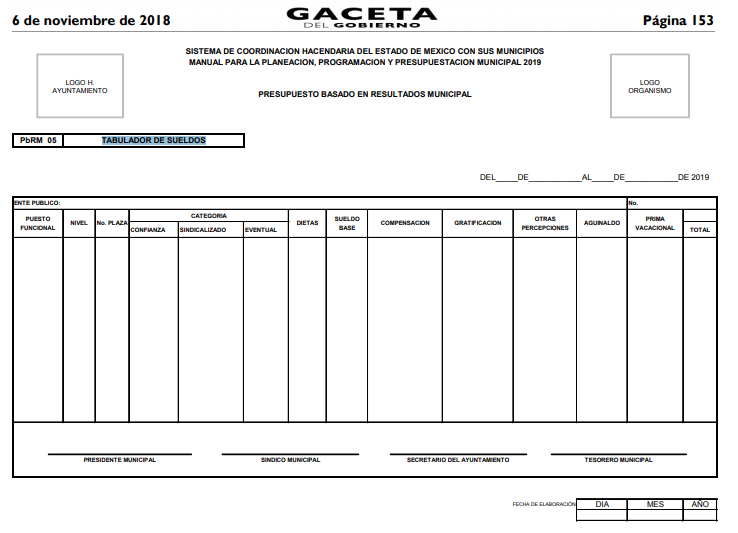 6 de noviembre de 2018
GACETA
DEL GOBIERNO
Página 153
SISTEMA DE COORDINACION HACENDARIA DEL ESTADO DE MEXICO CON SUS MUNICIPIOS
MANUAL PARA LA PLANEACION, PROGRAMACION Y PRESUPUESTACION MUNICIPAL 2019
LOGO H.
AYUNTAMIENTO
LOGO
ORGANISMO
PRESUPUESTO BASADO EN RESULTADOS MUNICIPAL
PbRM 05 TABULADOR DE SUELDOS
DEL_____DE____________AL_____DE____________DE 2019
ENTE PUBLICO: No.
PUESTO
FUNCIONAL
NIVEL
No. PLAZA
CATEGORIA
CONFIANZA
SINDICALIZADO
EVENTUAL
DIETAS
SUELDO
BASE
COMPENSACION
GRATIFICACION
OTRAS
PERCEPCIONES
AGUINALDO
PRIMA
VACACIONAL
TOTAL
PRESIDENTE MUNICIPAL
SINDICO MUNICIPAL
SECRETARIO DEL AYUNTAMIENTO
TESORERO MUNICIPAL
FECHA DE ELABORACIÓN DIA MES AÑO